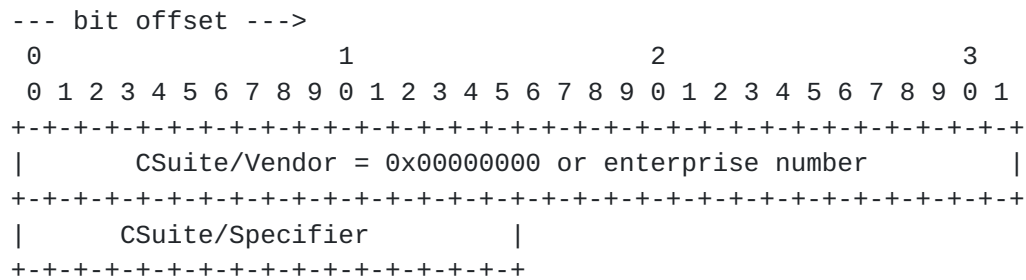 --- bit offset --->
 0                   1                   2                   3
 0 1 2 3 4 5 6 7 8 9 0 1 2 3 4 5 6 7 8 9 0 1 2 3 4 5 6 7 8 9 0 1
+-+-+-+-+-+-+-+-+-+-+-+-+-+-+-+-+-+-+-+-+-+-+-+-+-+-+-+-+-+-+-+-+
|       CSuite/Vendor = 0x00000000 or enterprise number         |
+-+-+-+-+-+-+-+-+-+-+-+-+-+-+-+-+-+-+-+-+-+-+-+-+-+-+-+-+-+-+-+-+
|      CSuite/Specifier         |
+-+-+-+-+-+-+-+-+-+-+-+-+-+-+-+-+